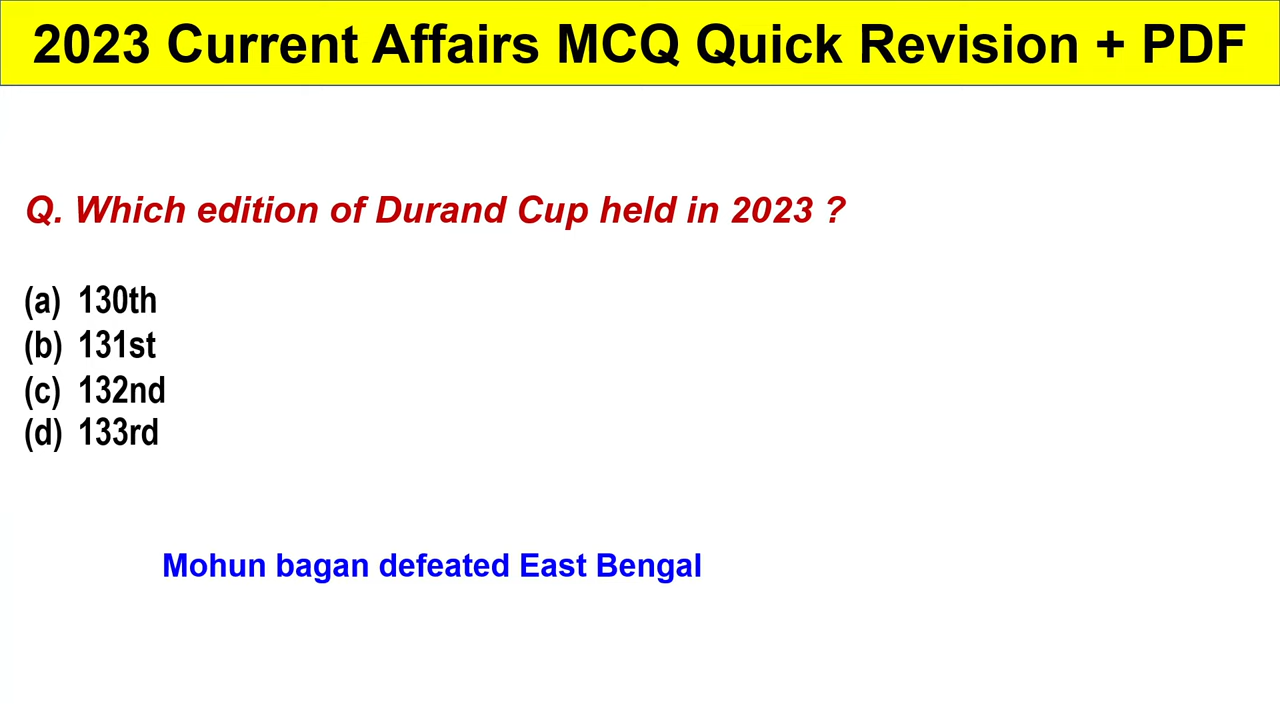 2023 Current Affairs MCQ Quick Revision + PDF
Q. Which edition of Durand Cup held in 2023 ?
(a) 130th
(b) 131st
(c) 132nd
(d) 133rd
Mohun bagan defeated East Bengal